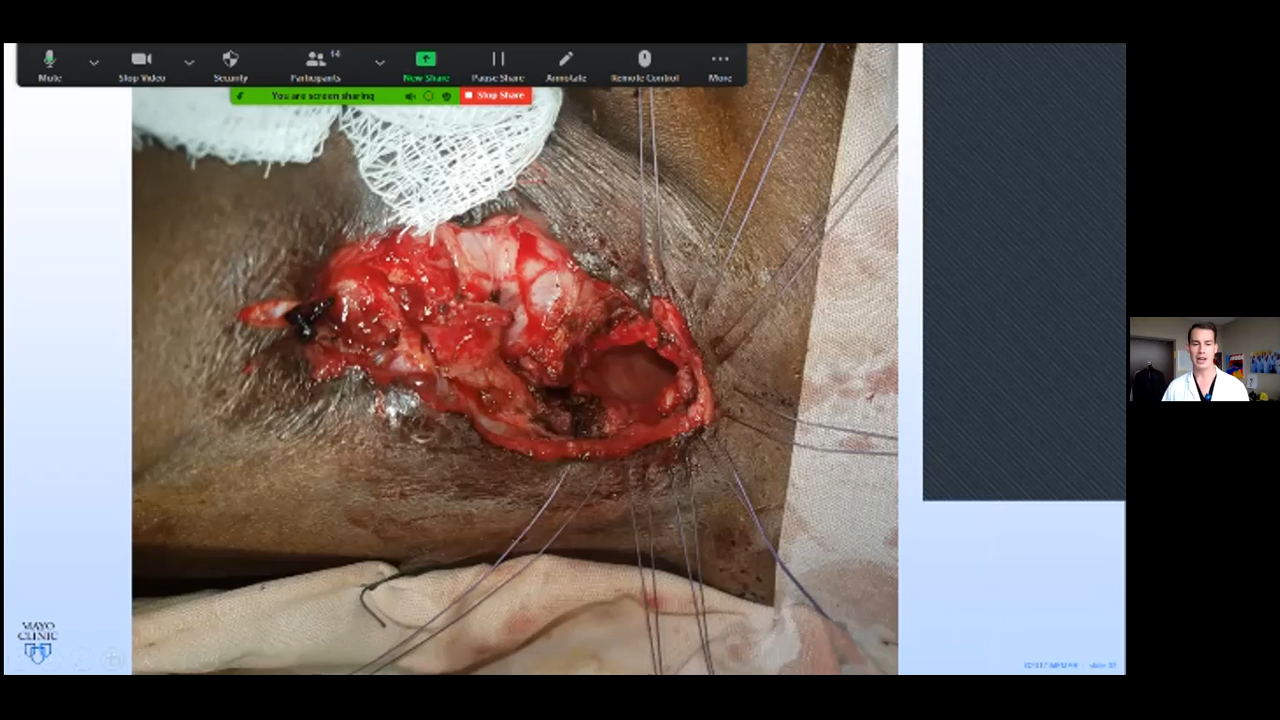 14
Mute
Stop Video
Security
Participants
New Share
Pause Share
Annotate
Remote Control
More
You are screen sharing
Stop Share
MAYO
CLINIC